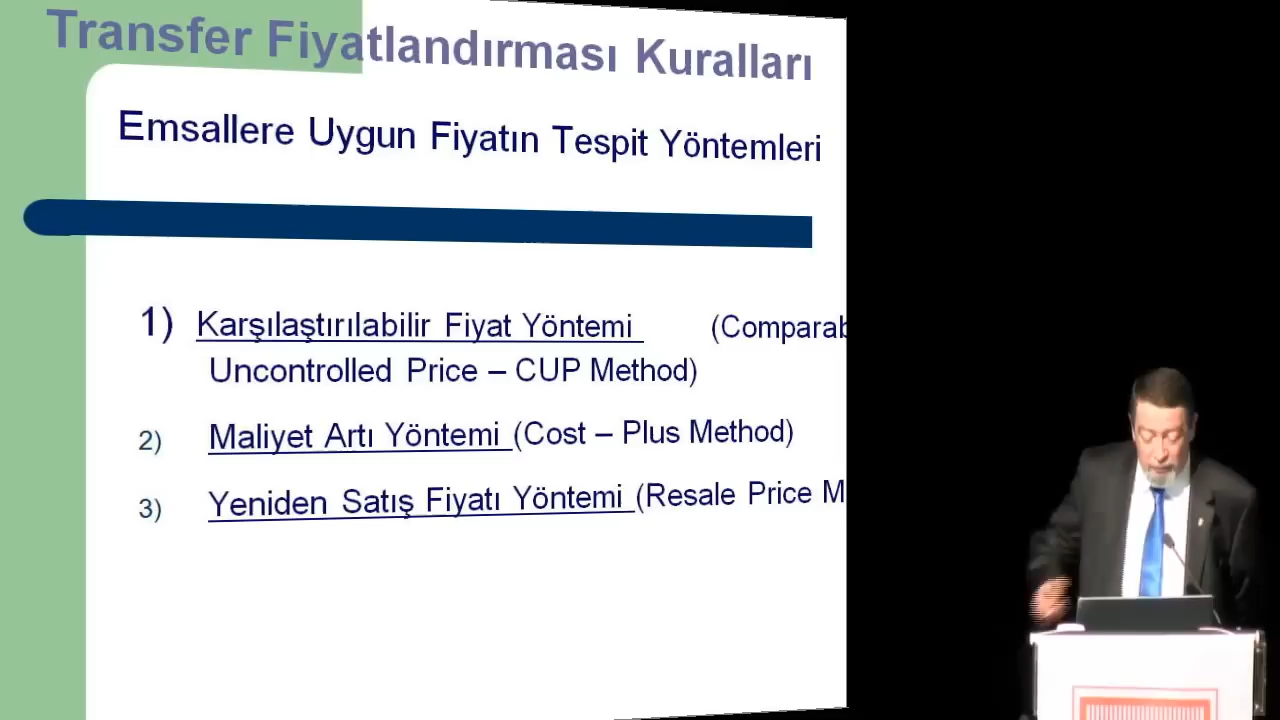 Transfer Fiyatlandırması Kuralları
Emsallere Uygun Fiyatın Tespit Yöntemleri
1) Karşılaştırılabilir Fiyat Yöntemi (Comparab
Uncontrolled Price – CUP Method)
2) Maliyet Artı Yöntemi (Cost – Plus Method)
3) Yeniden Satış Fiyatı Yöntemi (Resale Price M